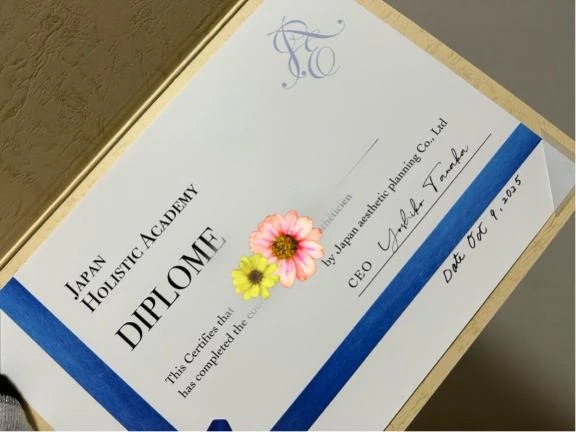 JAPAN
HOLISTIC ACADEMY
DIPLOME
This Certifies that
has completed the
by Japan aesthetic planning Co., Ltd
CEO Yoshiko Tanaka
Date Oct 9, 2025